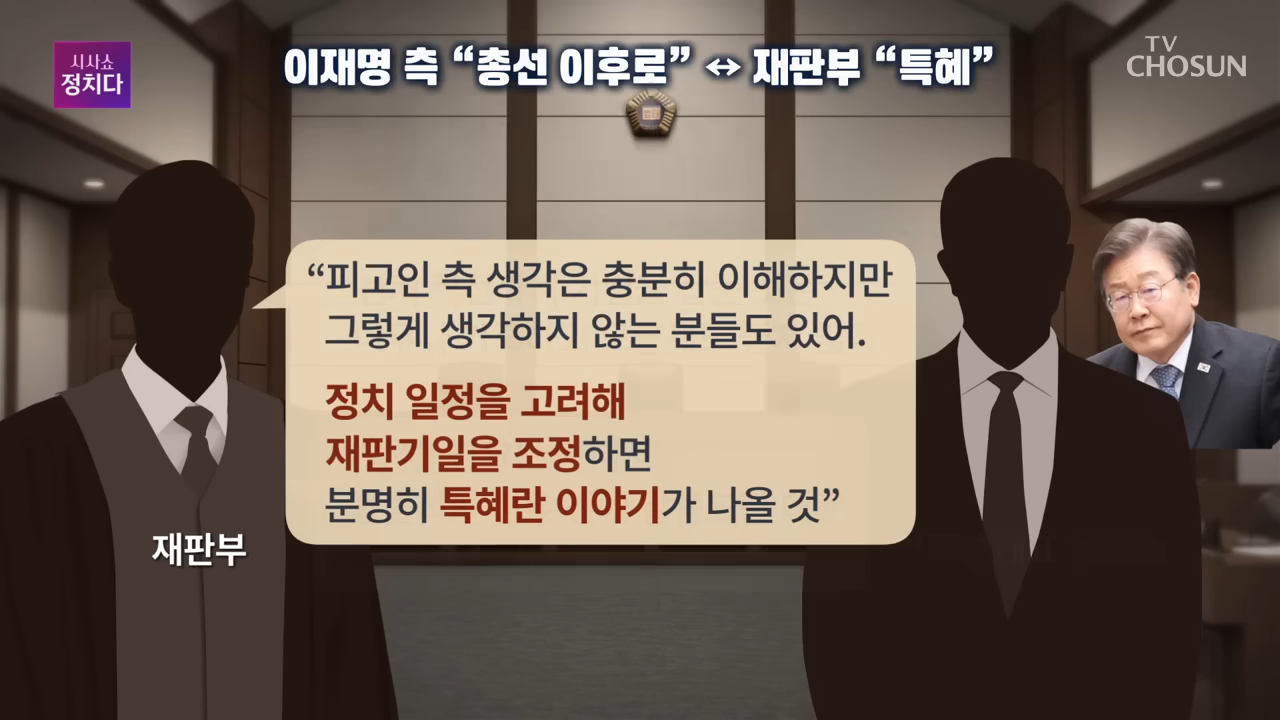 시사쇼
정치다
이재명 측 “총선 이후로” ↔ 재판부 “특혜”
TV
CHOSUN
“피고인 측 생각은 충분히 이해하지만
그렇게 생각하지 않는 분들도 있어.
정치 일정을 고려해
재판기일을 조정하면
분명히 특혜란 이야기가 나올 것”
재판부